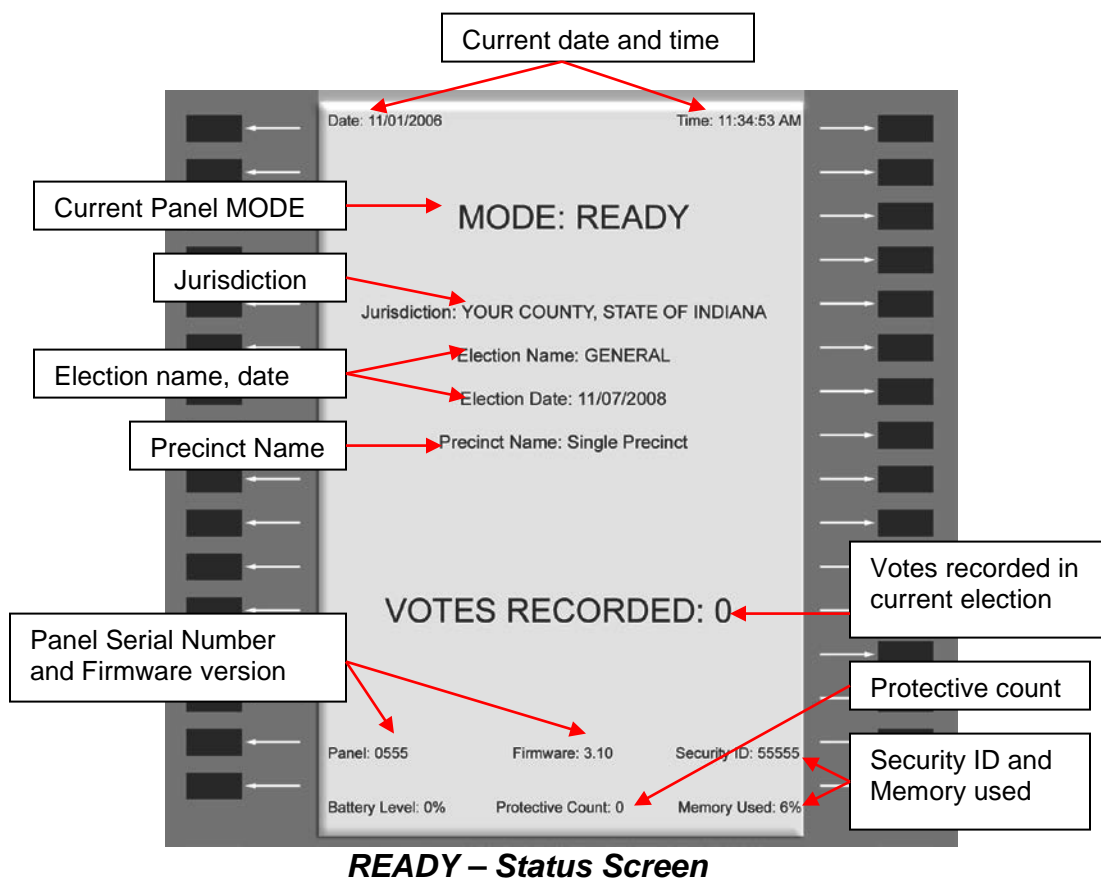 Current date and time
Date: 11/01/2006
Time: 11:34:53 AM
Current Panel MODE
MODE: READY
Jurisdiction
Jurisdiction: YOUR COUNTY, STATE OF INDIANA
Election name, date
Election Name: GENERAL
Election Date: 11/07/2008
Precinct Name
Precinct Name: Single Precinct
Votes recorded in
current election
VOTES RECORDED: 0
Panel Serial Number
and Firmware version
Protective count
Panel: 0555
Firmware: 3.10
Security ID: 55555
Security ID and
Memory used
Battery Level: 0%
Protective Count: 0
Memory Used: 6%
READY – Status Screen